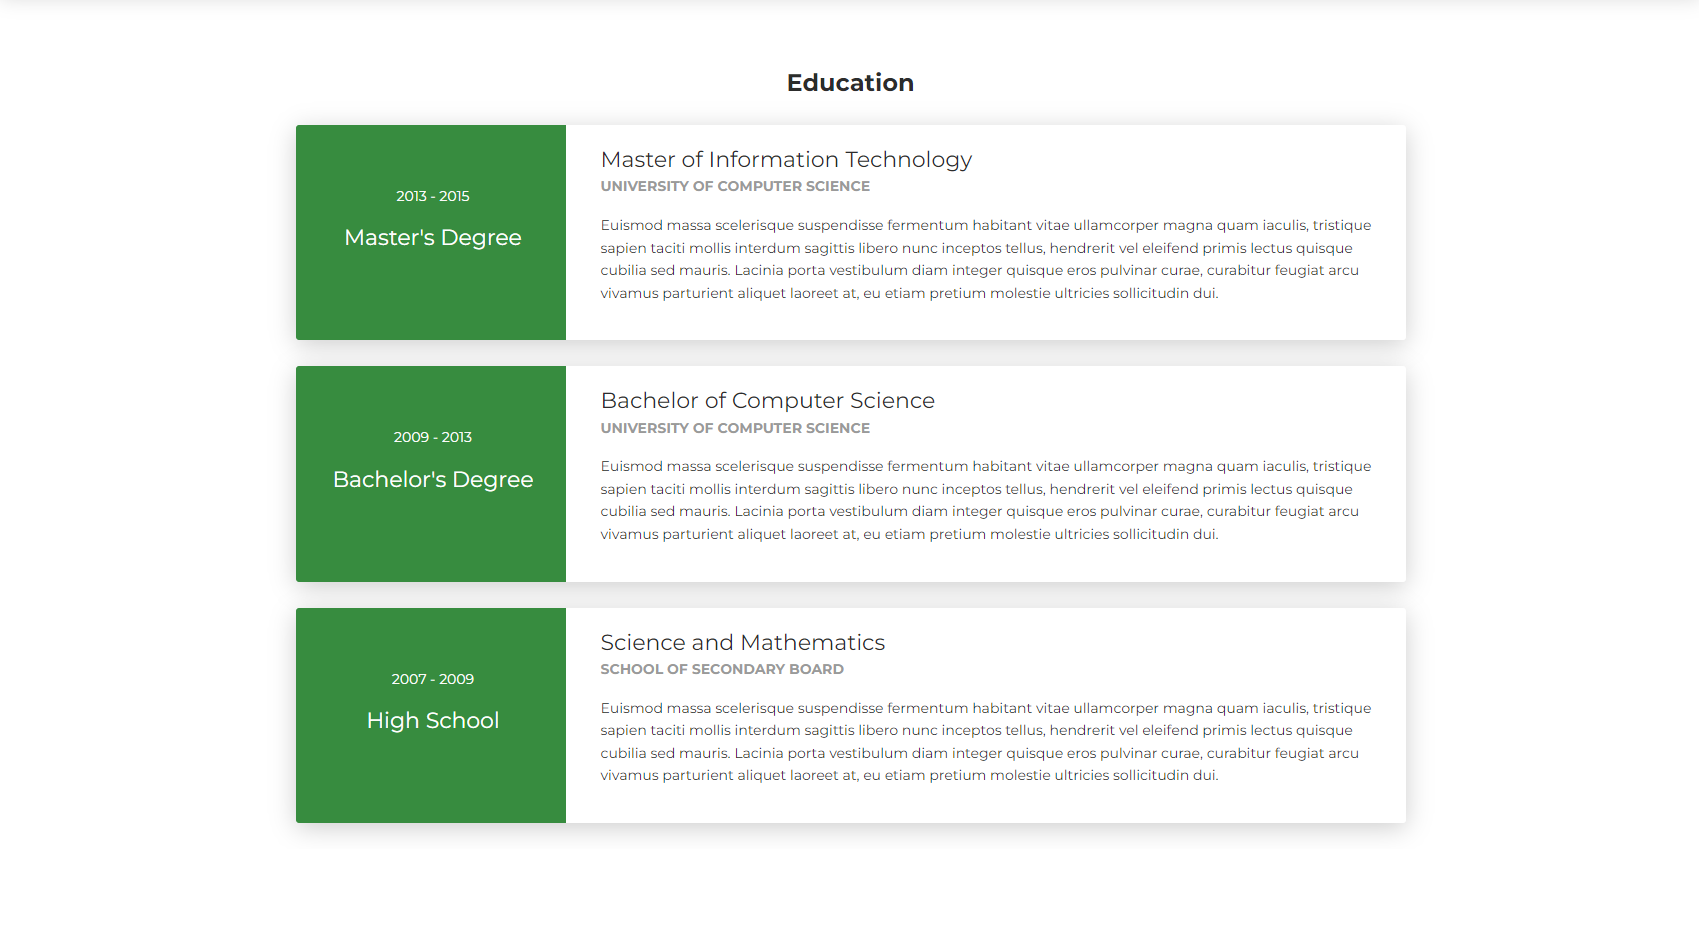 Education
2013 - 2015
Master's Degree
Master of Information Technology
UNIVERSITY OF COMPUTER SCIENCE
Euismod massa scelerisque suspendisse fermentum habitant vitae ullamcorper magna quam iaculis, tristique
sapien taciti mollis interdum sagittis libero nunc inceptos tellus, hendrerit vel eleifend primis lectus quisque
cubilia sed mauris. Lacinia porta vestibulum diam integer quisque eros pulvinar curae, curabitur feugiat arcu
vivamus parturient aliquet laoreet at, eu etiam pretium molestie ultricies sollicitudin dui.
2009 - 2013
Bachelor's Degree
Bachelor of Computer Science
UNIVERSITY OF COMPUTER SCIENCE
Euismod massa scelerisque suspendisse fermentum habitant vitae ullamcorper magna quam iaculis, tristique
sapien taciti mollis interdum sagittis libero nunc inceptos tellus, hendrerit vel eleifend primis lectus quisque
cubilia sed mauris. Lacinia porta vestibulum diam integer quisque eros pulvinar curae, curabitur feugiat arcu
vivamus parturient aliquet laoreet at, eu etiam pretium molestie ultricies sollicitudin dui.
2007 - 2009
High School
Science and Mathematics
SCHOOL OF SECONDARY BOARD
Euismod massa scelerisque suspendisse fermentum habitant vitae ullamcorper magna quam iaculis, tristique
sapien taciti mollis interdum sagittis libero nunc inceptos tellus, hendrerit vel eleifend primis lectus quisque
cubilia sed mauris. Lacinia porta vestibulum diam integer quisque eros pulvinar curae, curabitur feugiat arcu
vivamus parturient aliquet laoreet at, eu etiam pretium molestie ultricies sollicitudin dui.